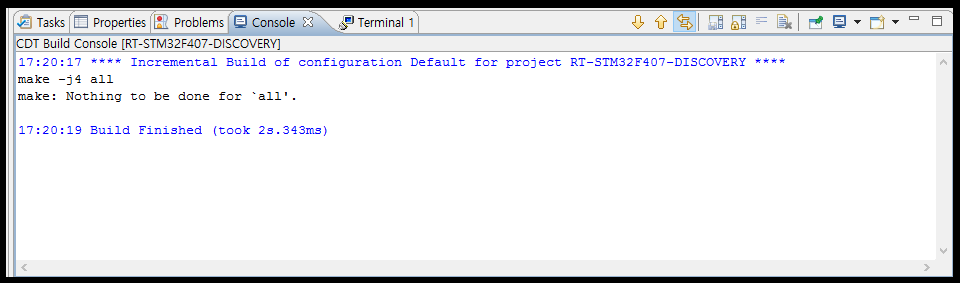 Tasks Properties Problems Console Terminal 1
CDT Build Console [RT-STM32F407-DISCOVERY]
17:20:17 **** Incremental Build of configuration Default for project RT-STM32F407-DISCOVERY ****
make -j4 all
make: Nothing to be done for `all'.
17:20:19 Build Finished (took 2s.343ms)